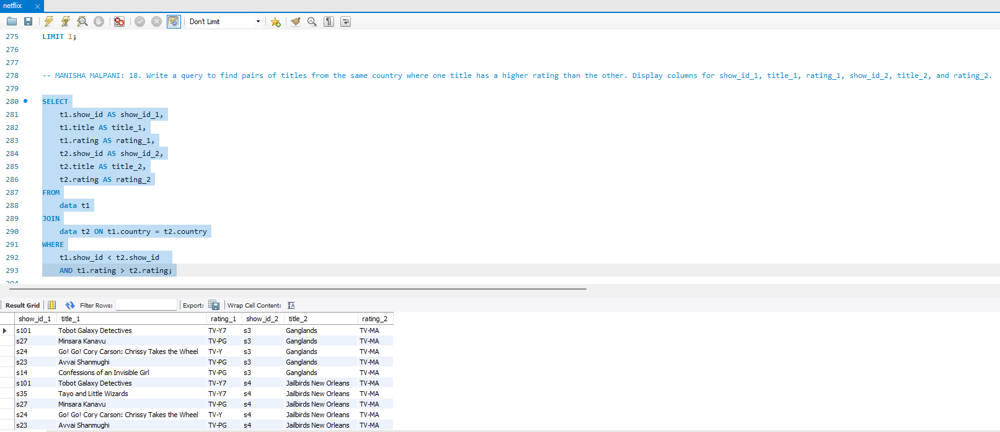 netflix
Don't Limit
275 LIMIT 1;
276
277
278 -- MANISHA MALPANI: 18. Write a query to find pairs of titles from the same country where one title has a higher rating than the other. Display columns for show_id_1, title_1, rating_1, show_id_2, title_2, and rating_2.
279
280 SELECT
281 t1.show_id AS show_id_1,
282 t1.title AS title_1,
283 t1.rating AS rating_1,
284 t2.show_id AS show_id_2,
285 t2.title AS title_2,
286 t2.rating AS rating_2
287 FROM
288 data t1
289 JOIN
290 data t2 ON t1.country = t2.country
291 WHERE
292 t1.show_id < t2.show_id
293 AND t1.rating > t2.rating;
294
Result Grid Filter Rows: Export: Wrap Cell Content:
show_id_1 title_1 rating_1 show_id_2 title_2 rating_2
s101 Tobot Galaxy Detectives TV-Y7 s3 Ganglands TV-MA
s27 Minsara Kanavu TV-PG s3 Ganglands TV-MA
s24 Go! Go! Cory Carson: Chrissy Takes the Wheel TV-Y s3 Ganglands TV-MA
s23 Avvai Shanmughi TV-PG s3 Ganglands TV-MA
s14 Confessions of an Invisible Girl TV-PG s3 Ganglands TV-MA
s101 Tobot Galaxy Detectives TV-Y7 s4 Jailbirds New Orleans TV-MA
s35 Tayo and Little Wizards TV-Y7 s4 Jailbirds New Orleans TV-MA
s27 Minsara Kanavu TV-PG s4 Jailbirds New Orleans TV-MA
s24 Go! Go! Cory Carson: Chrissy Takes the Wheel TV-Y s4 Jailbirds New Orleans TV-MA
s23 Avvai Shanmughi TV-PG s4 Jailbirds New Orleans TV-MA